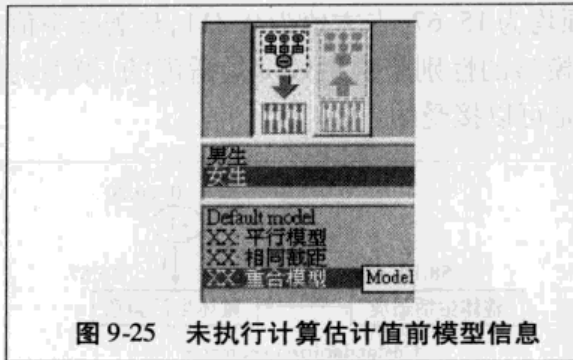 男生
女生
Default model
XX: 平行模型
XX: 相同截距
XX: 重合模型
Model
图 9-25 未执行计算估计值前模型信息